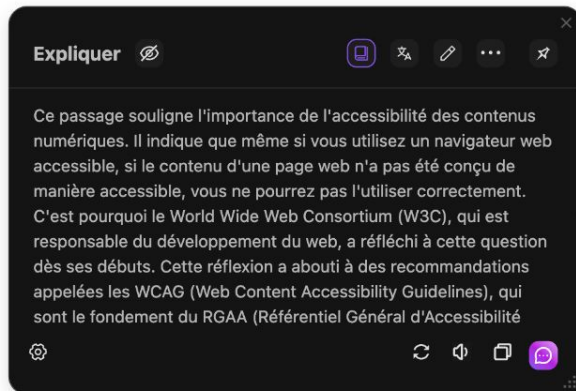 Expliquer
Ce passage souligne l'importance de l'accessibilité des contenus
numériques. Il indique que même si vous utilisez un navigateur web
accessible, si le contenu d'une page web n'a pas été conçu de
manière accessible, vous ne pourrez pas l'utiliser correctement.
C'est pourquoi le World Wide Web Consortium (W3C), qui est
responsable du développement du web, a réfléchi à cette question
dès ses débuts. Cette réflexion a abouti à des recommandations
appelées les WCAG (Web Content Accessibility Guidelines), qui
sont le fondement du RGAA (Référentiel Général d'Accessibilité